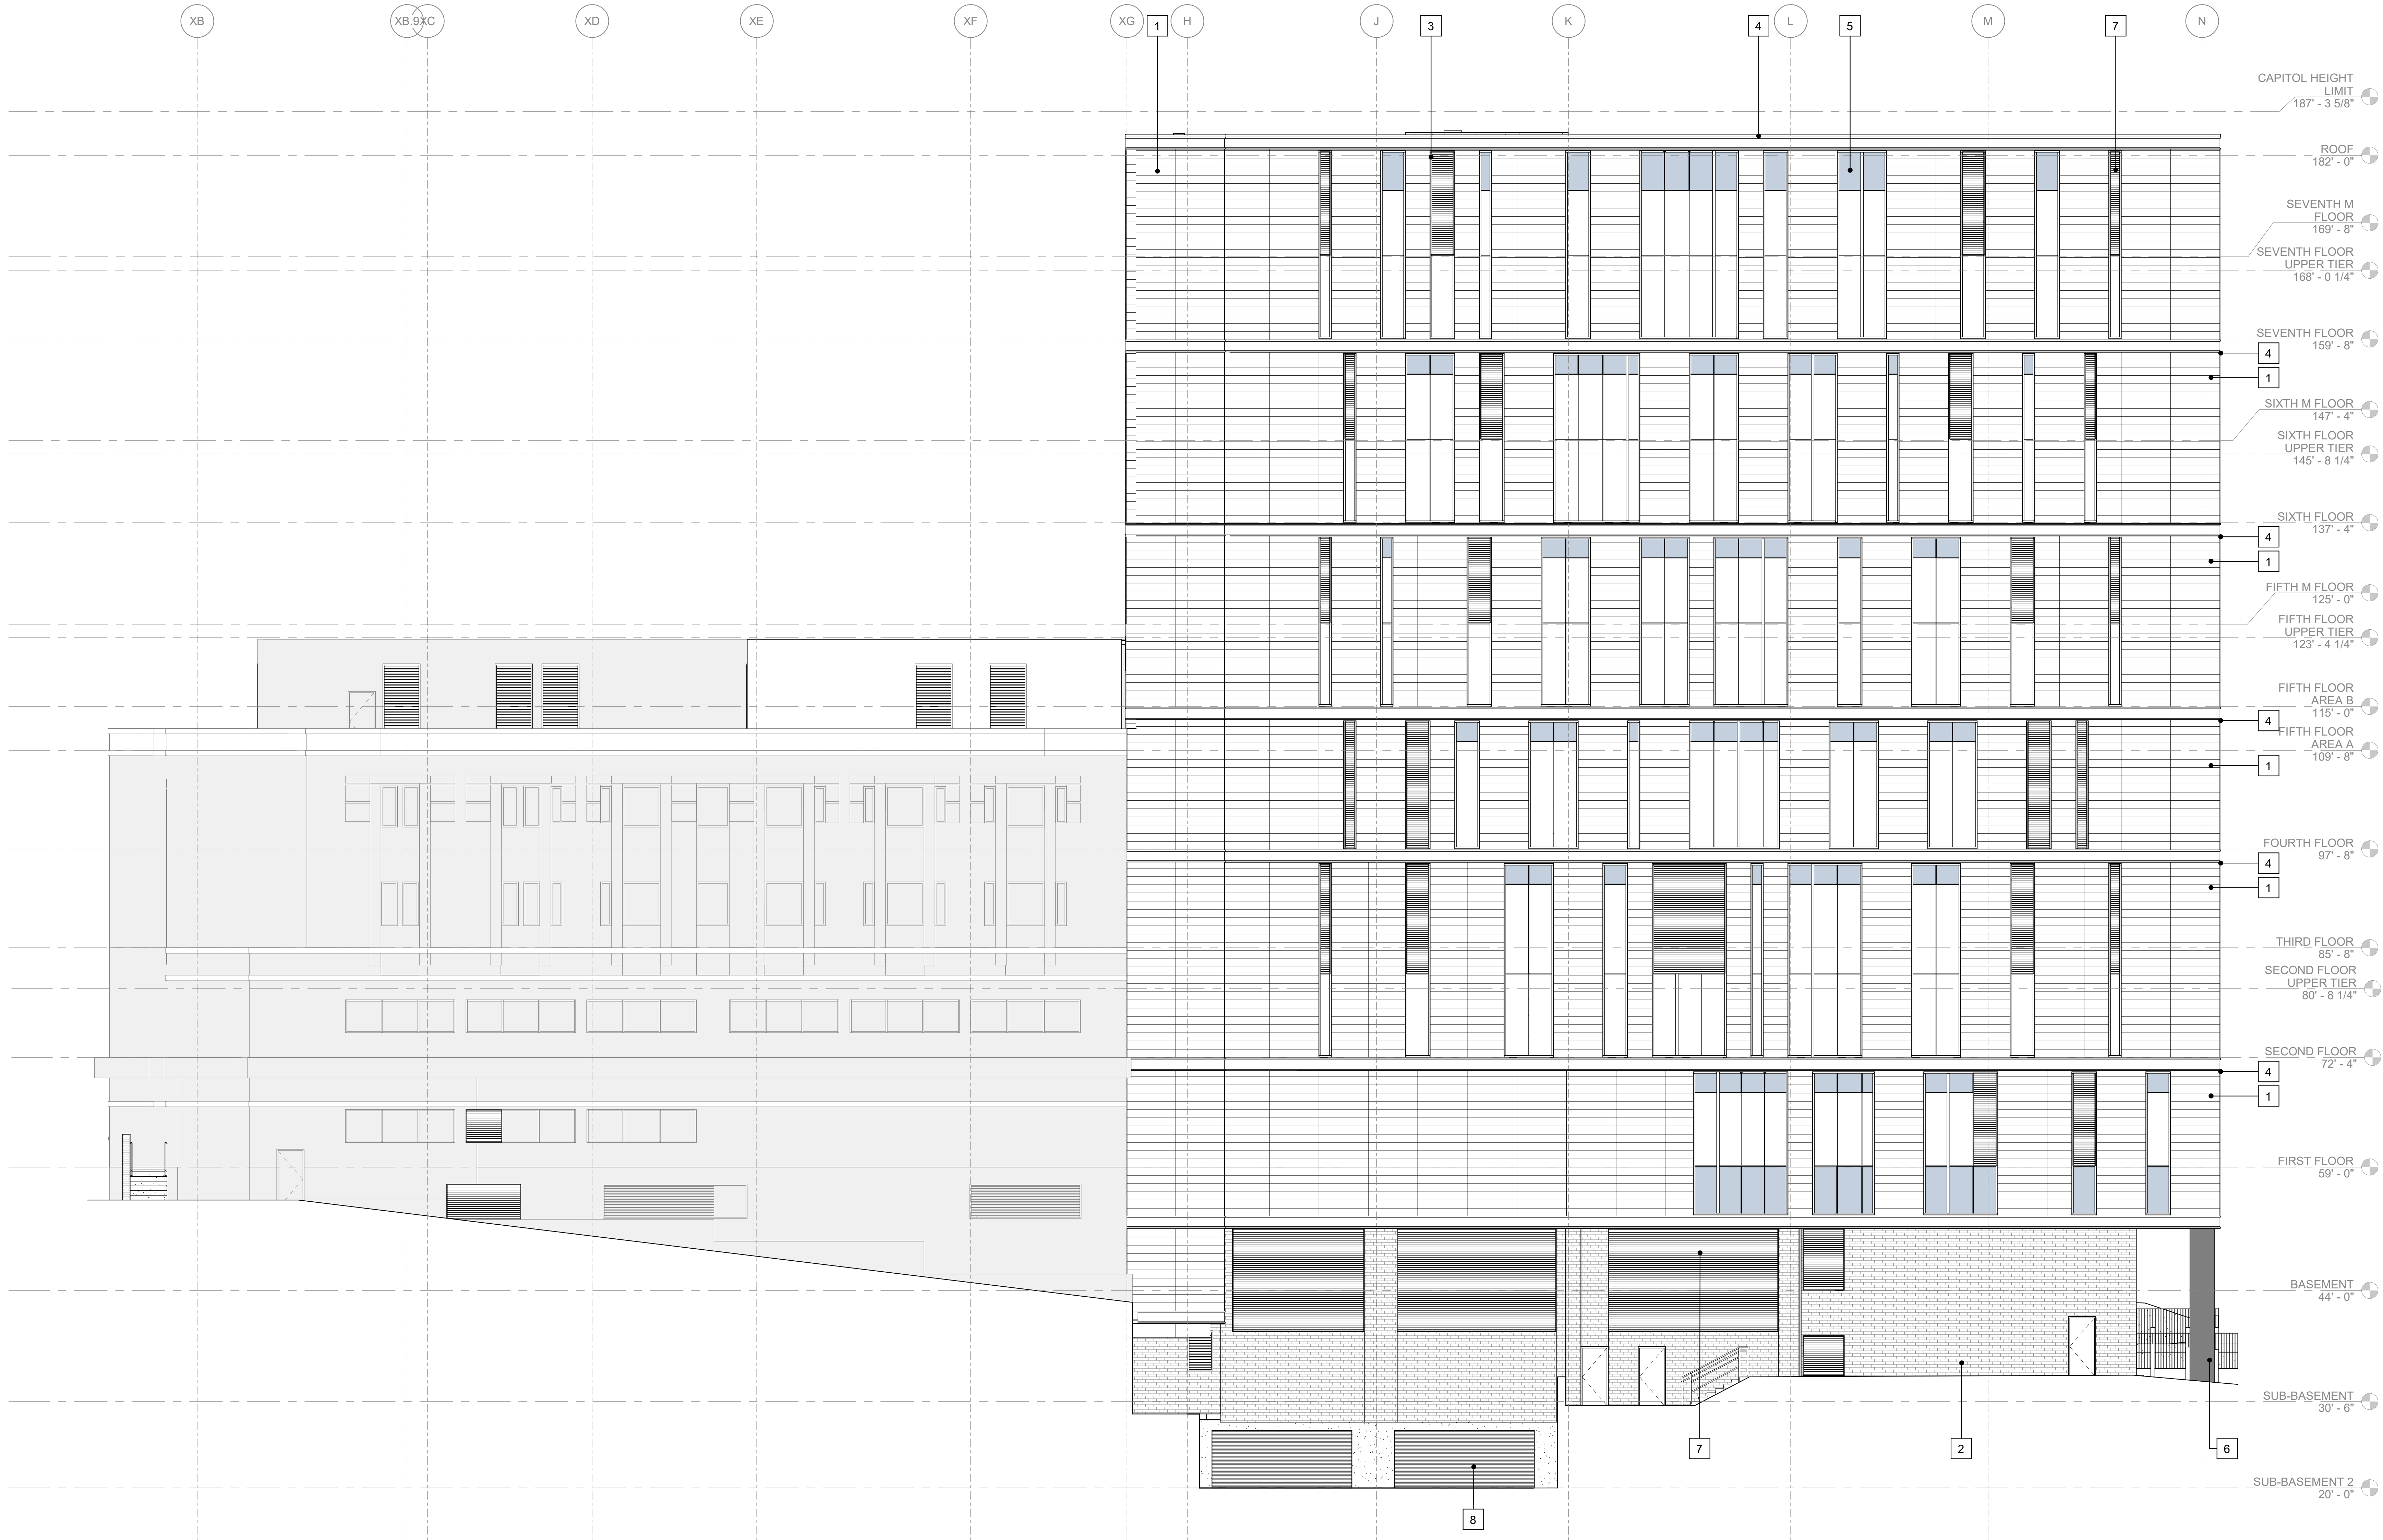 XB
XB.9
XC
XD
XE
XF
XG
1
H
J
3
K
4
L
5
M
7
N
CAPITOL HEIGHT
LIMIT
187' - 3 5/8"
ROOF
182' - 0"
SEVENTH M
FLOOR
169' - 8"
SEVENTH FLOOR
UPPER TIER
168' - 0 1/4"
SEVENTH FLOOR
159' - 8"
4
1
SIXTH M FLOOR
147' - 4"
SIXTH FLOOR
UPPER TIER
145' - 8 1/4"
SIXTH FLOOR
137' - 4"
4
1
FIFTH M FLOOR
125' - 0"
FIFTH FLOOR
UPPER TIER
123' - 4 1/4"
FIFTH FLOOR
AREA B
115' - 0"
4
FIFTH FLOOR
AREA A
109' - 8"
1
FOURTH FLOOR
97' - 8"
4
1
THIRD FLOOR
85' - 8"
SECOND FLOOR
UPPER TIER
80' - 8 1/4"
SECOND FLOOR
72' - 4"
4
1
FIRST FLOOR
59' - 0"
BASEMENT
44' - 0"
SUB-BASEMENT
30' - 6"
7
2
6
SUB-BASEMENT 2
20' - 0"
8